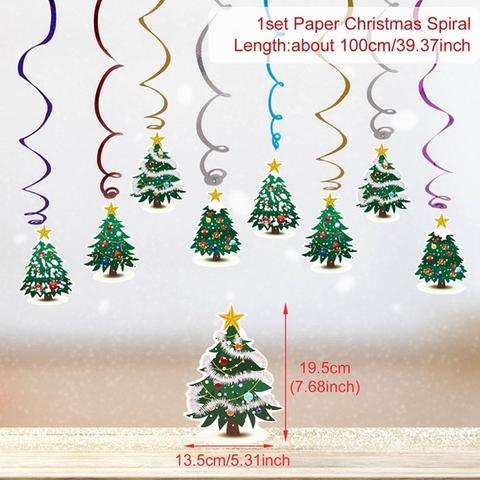 1set Paper Christmas Spiral
Length:about 100cm/39.37inch
19.5cm
(7.68inch)
13.5cm/5.31inch